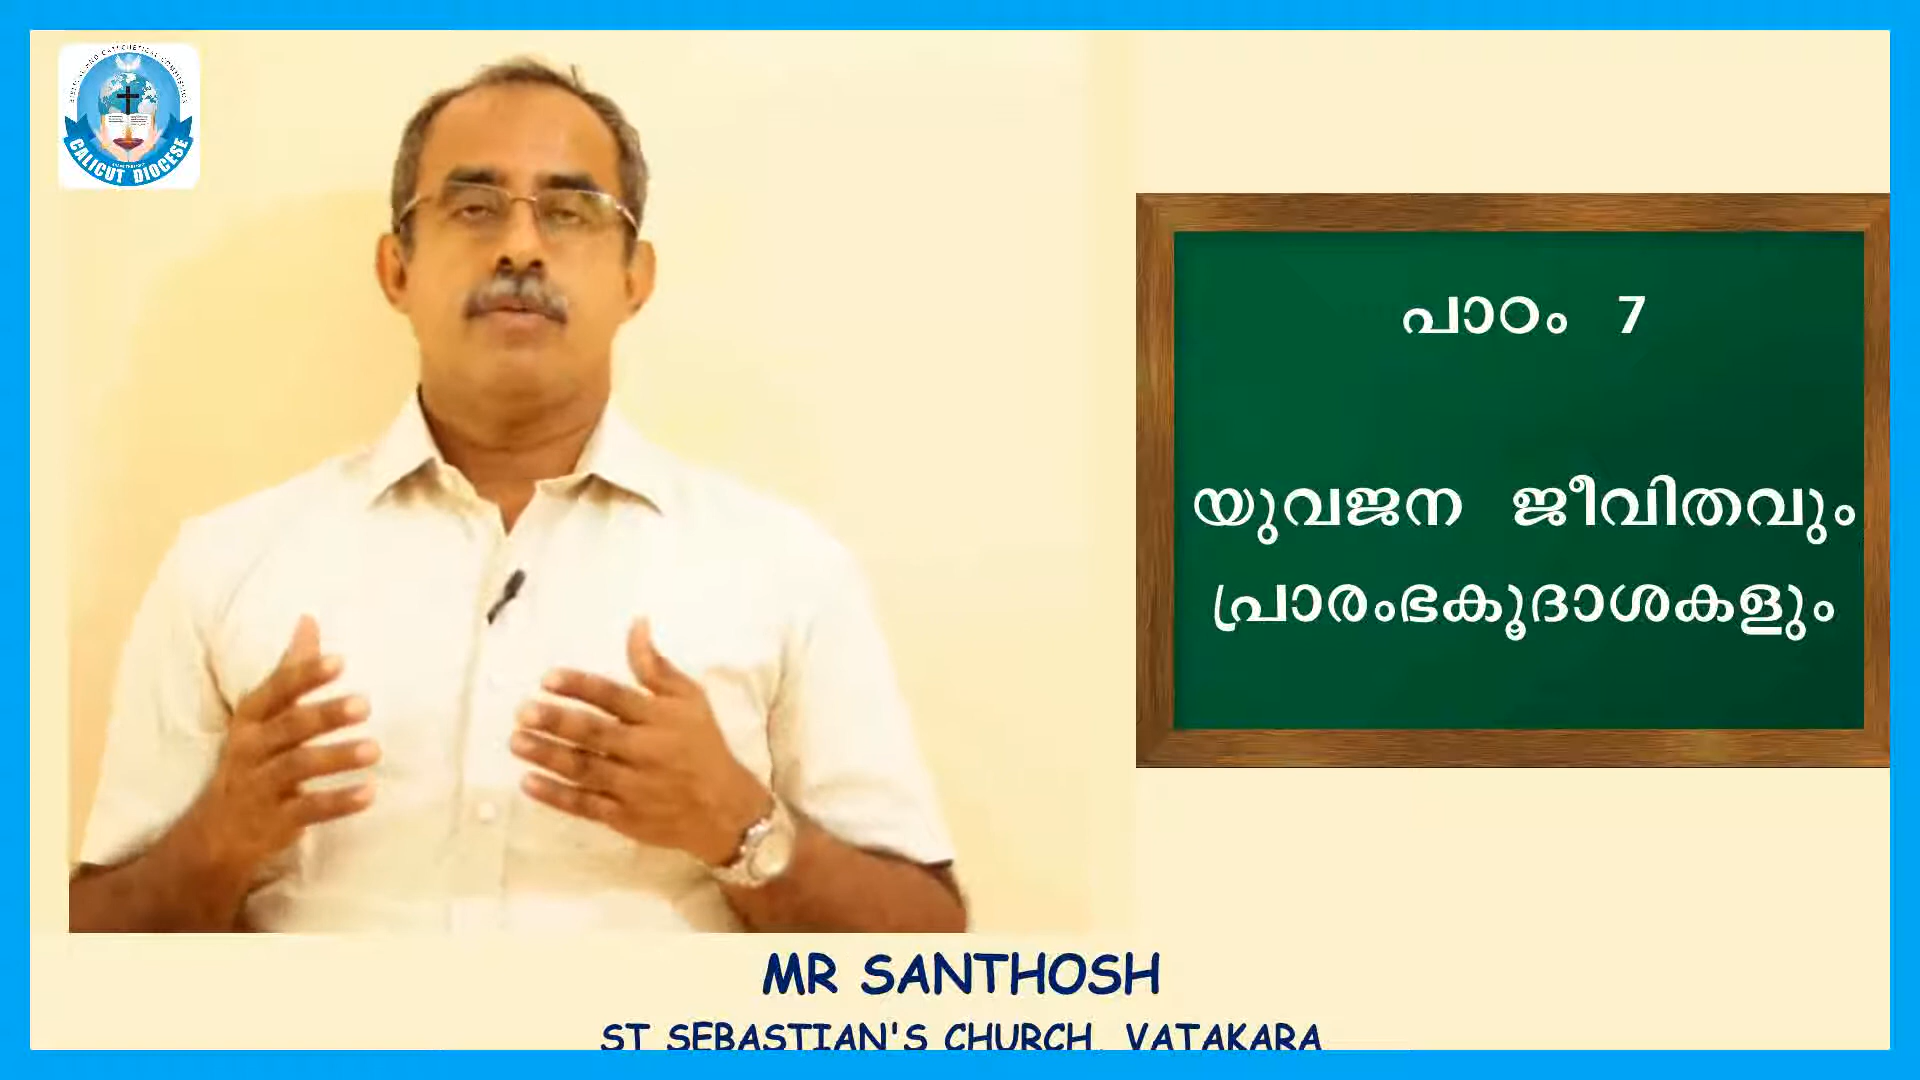 CALICUT DIOCESE
പാഠം 7
യുവജന ജീവിതവും
പ്രാരംഭകൂദാശകളും
MR SANTHOSH
ST SEBASTIAN'S CHURCH, VATAKARA